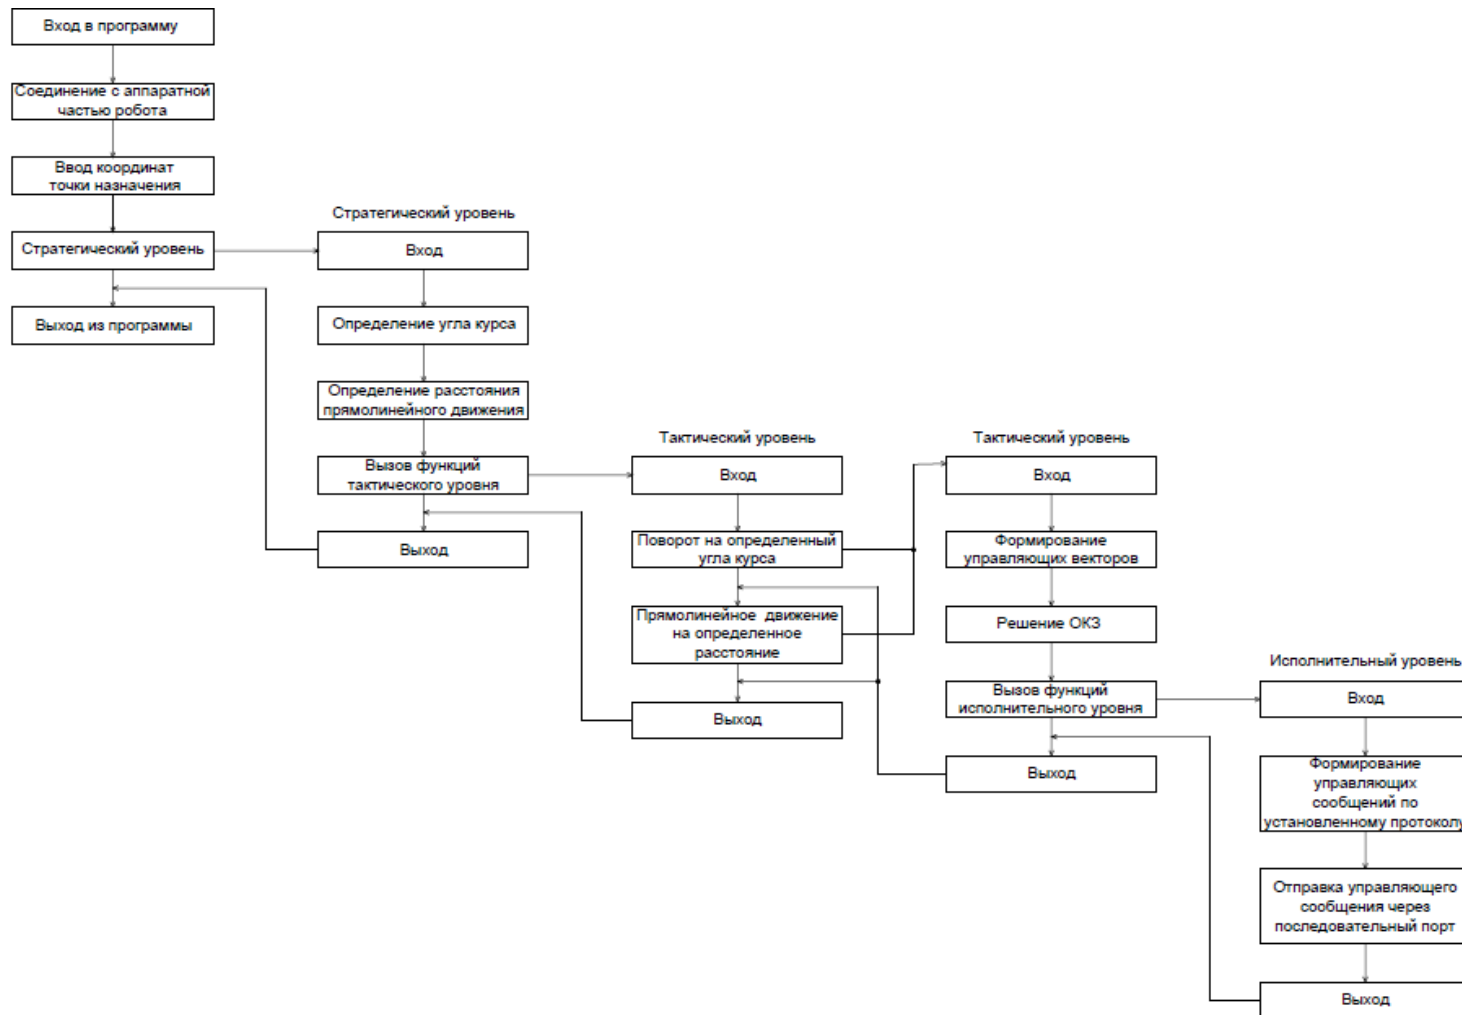 Вход в программу
Соединение с аппаратной
частью робота
Ввод координат
точки назначения
Стратегический уровень
Выход из программы
Стратегический уровень
Вход
Определение угла курса
Определение расстояния
прямолинейного движения
Вызов функций
тактического уровня
Выход
Тактический уровень
Вход
Поворот на определенный
угла курса
Прямолинейное движение
на определенное
расстояние
Выход
Тактический уровень
Вход
Формирование
управляющих векторов
Решение ОКЗ
Вызов функций
исполнительного уровня
Выход
Исполнительный уровень
Вход
Формирование
управляющих
сообщений по
установленному протоколу
Отправка управляющего
сообщения через
последовательный порт
Выход